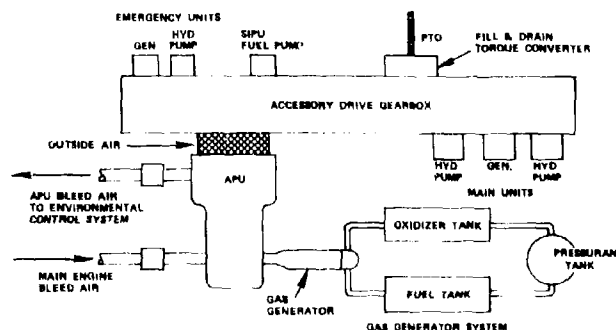 EMERGENCY UNITS
GEN
HYD
PUMP
SIPU
FUEL PUMP
PTO
FILL & DRAIN
TORQUE CONVERTER
ACCESSORY DRIVE GEARBOX
OUTSIDE AIR
APU
HYD
PUMP
GEN.
HYD
PUMP
MAIN UNITS
APU BLEED AIR
TO ENVIRONMENTAL
CONTROL SYSTEM
OXIDIZER TANK
PRESSURANT
TANK
MAIN ENGINE
BLEED AIR
GAS
GENERATOR
FUEL TANK
GAS GENERATOR SYSTEM